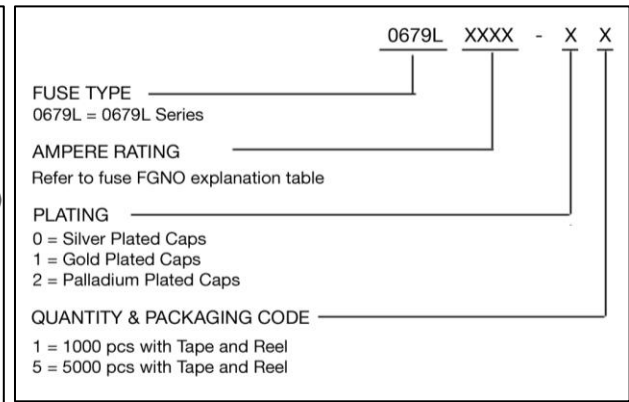 0679L XXXX - X X
FUSE TYPE
0679L = 0679L Series
AMPERE RATING
Refer to fuse FGNO explanation table
PLATING
0 = Silver Plated Caps
1 = Gold Plated Caps
2 = Palladium Plated Caps
QUANTITY & PACKAGING CODE
1 = 1000 pcs with Tape and Reel
5 = 5000 pcs with Tape and Reel